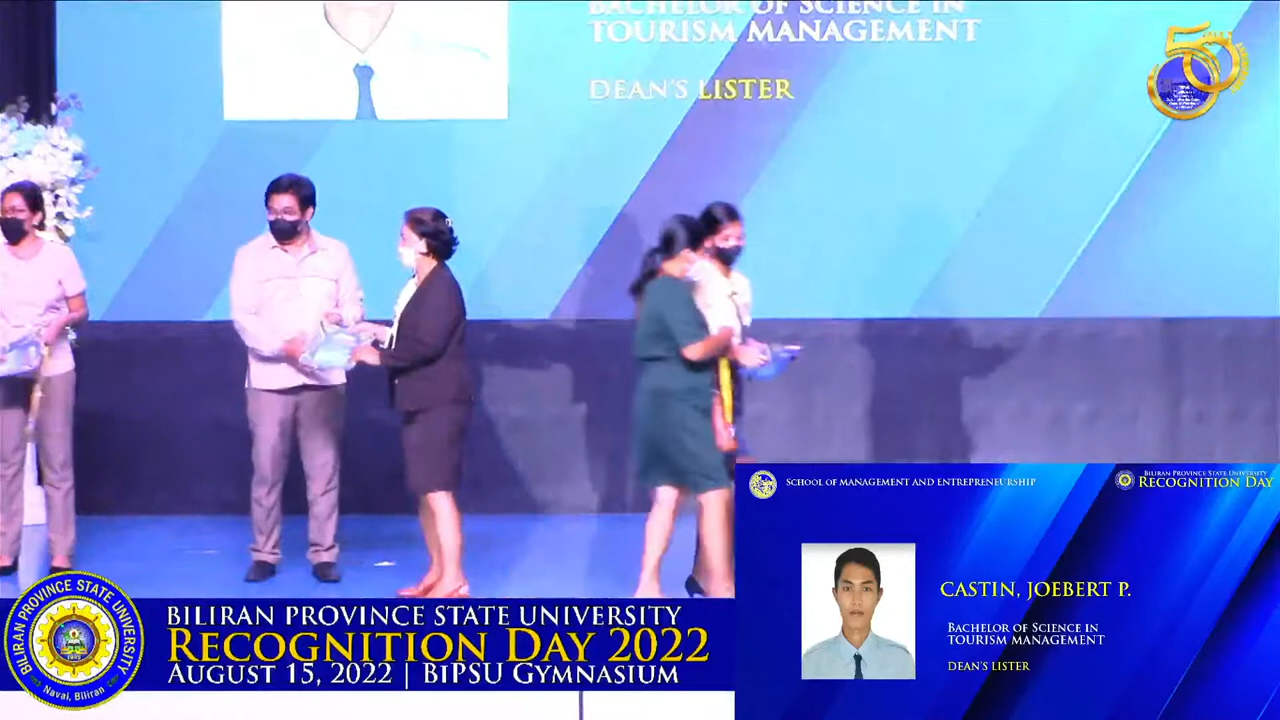 BACHELOR OF SCIENCE IN
TOURISM MANAGEMENT
DEAN'S LISTER
50
SCHOOL OF MANAGEMENT AND ENTREPRENEURSHIP
BILIRAN PROVINCE STATE UNIVERSITY
RECOGNITION DAY
CASTIN, JOEBERT P.
BACHELOR OF SCIENCE IN
TOURISM MANAGEMENT
DEAN'S LISTER
BILIRAN PROVINCE STATE UNIVERSITY
Naval, Biliran
BILIRAN PROVINCE STATE UNIVERSITY
RECOGNITION DAY 2022
AUGUST 15, 2022 | BiPSU GYMNASIUM